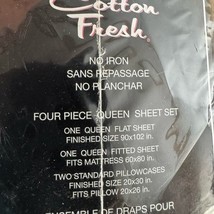 Cotton
Fresh.
NO IRON
SANS REPASSAGE
NO PLANCHAR
FOUR PIECE QUEEN SHEET SET
ONE QUEEN FLAT SHEET
FINISHED SIZE 90x102 in.
ONE QUEEN FITTED SHEET
FITS MATTRESS 60x80 in.
TWO STANDARD PILLOWCASES
FINISHED SIZE 20x30 in.
FITS PILLOW 20x26 in.
ENSEMBLE DE DRAPS POUR